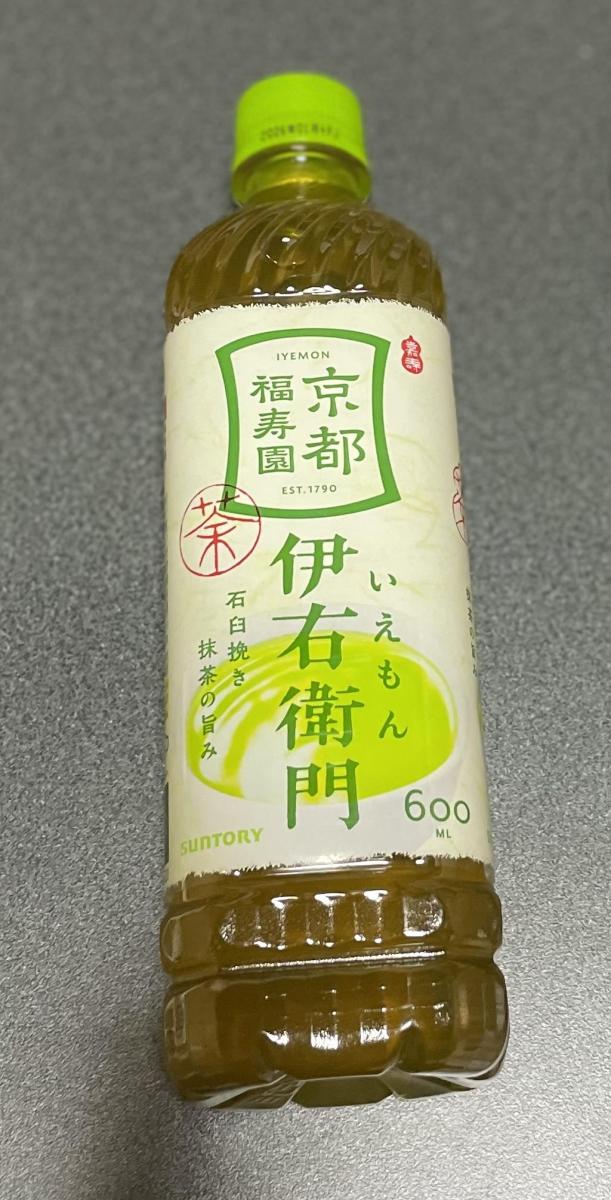 IYEMON
京都
福寿園
EST.1790
茶
伊右衛門
いえもん
石臼挽き
抹茶の旨み
SUNTORY
600
ML